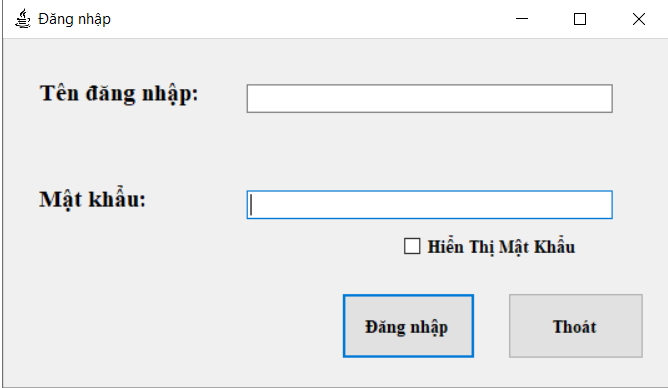 Đăng nhập
Tên đăng nhập:
Mật khẩu:
Hiển Thị Mật Khẩu
Đăng nhập
Thoát